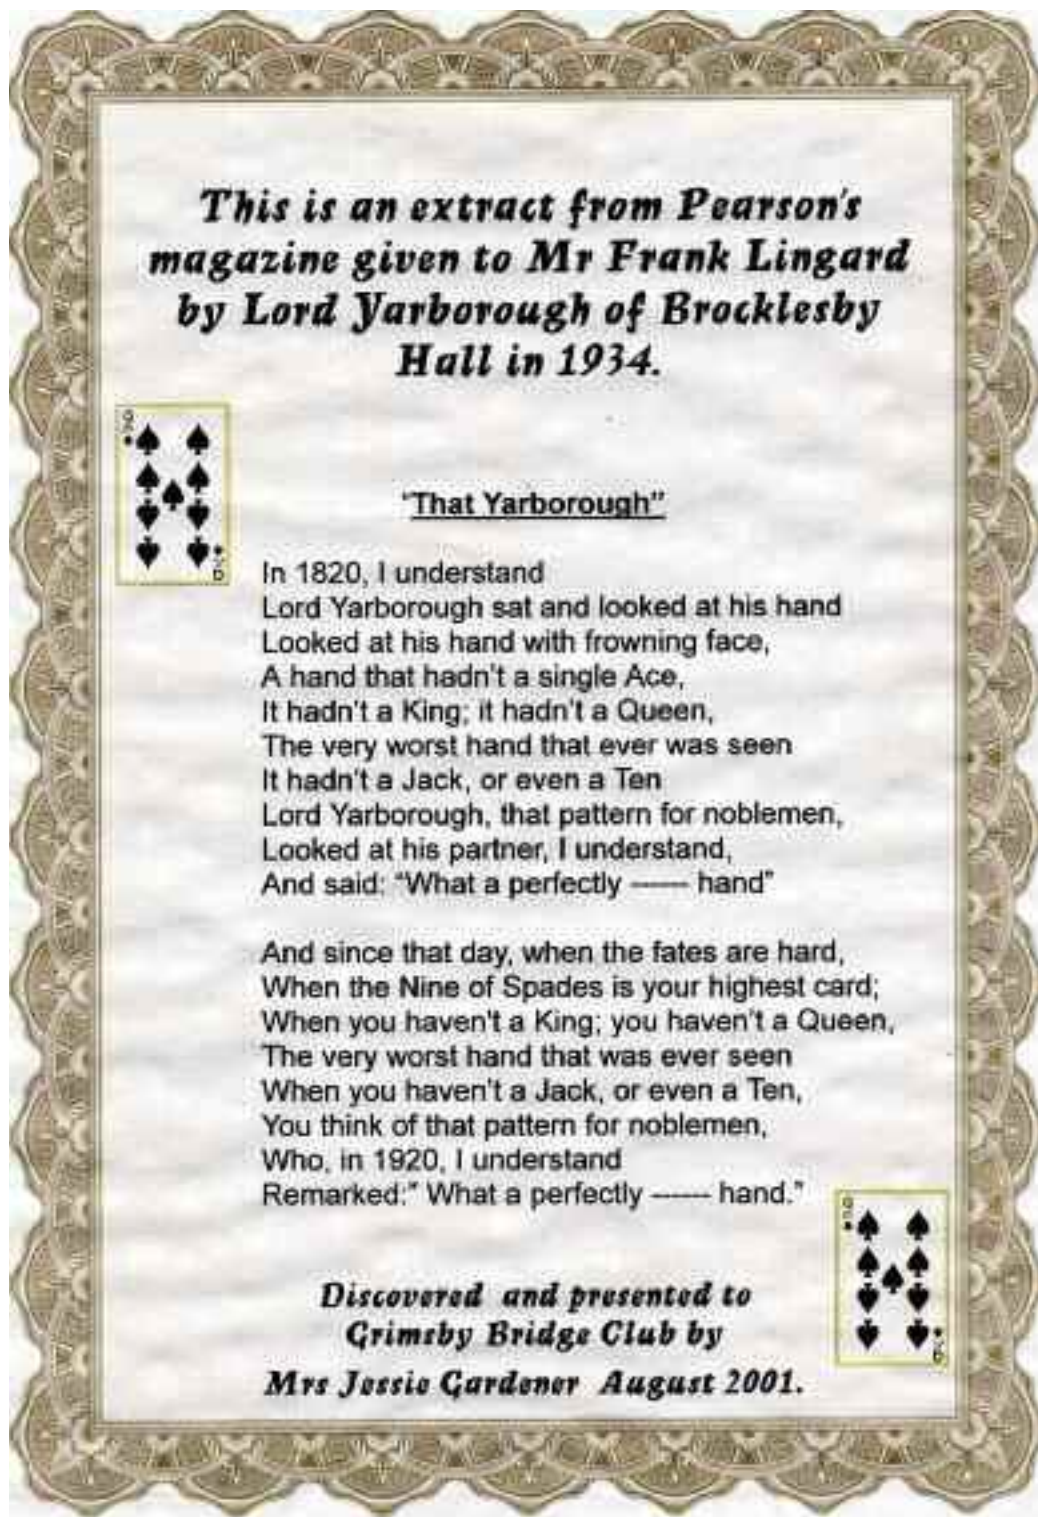 This is an extract from Pearson's
magazine given to Mr Frank Lingard
by Lord Yarborough of Brocklesby
Hall in 1934.
"That Yarborough"
In 1820, I understand
Lord Yarborough sat and looked at his hand
Looked at his hand with frowning face,
A hand that hadn't a single Ace,
It hadn't a King; it hadn't a Queen,
The very worst hand that ever was seen
It hadn't a Jack, or even a Ten
Lord Yarborough, that pattern for noblemen,
Looked at his partner, I understand,
And said: "What a perfectly —— hand"
And since that day, when the fates are hard,
When the Nine of Spades is your highest card;
When you haven't a King; you haven't a Queen,
The very worst hand that was ever seen
When you haven't a Jack, or even a Ten,
You think of that pattern for noblemen,
Who, in 1920, I understand
Remarked:" What a perfectly —— hand."
Discovered and presented to
Grimsby Bridge Club by
Mrs Jessie Gardener August 2001.